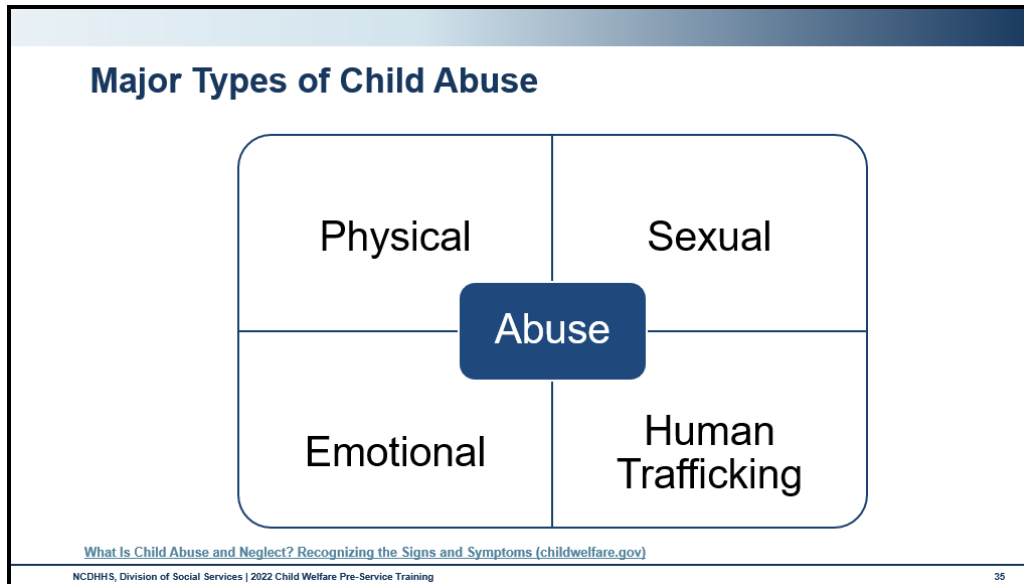 Major Types of Child Abuse
Physical
Sexual
Abuse
Emotional
Human
Trafficking
What Is Child Abuse and Neglect? Recognizing the Signs and Symptoms (childwelfare.gov)
NCDHHS, Division of Social Services | 2022 Child Welfare Pre-Service Training
35